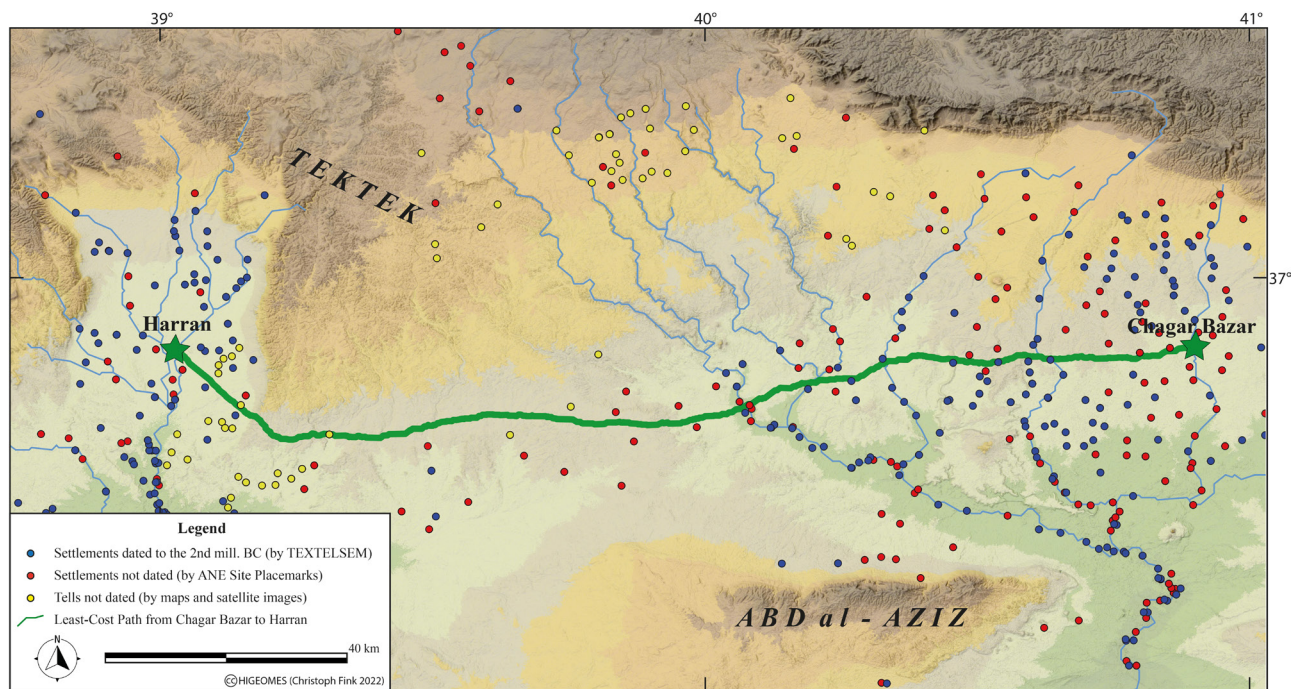 39°
40°
41°
37°
TEKTEK
Harran
Chagar Bazar
ABD al - AZIZ
Legend
Settlements dated to the 2nd mill. BC (by TEXTELSEM)
Settlements not dated (by ANE Site Placemarks)
Tells not dated (by maps and satellite images)
Least-Cost Path from Chagar Bazar to Harran
N
40 km
cc HIGEOMES (Christoph Fink 2022)